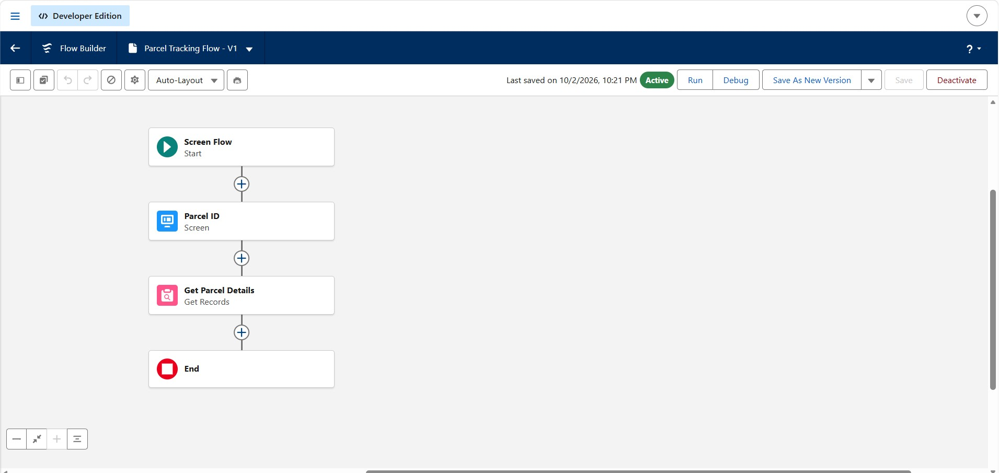 Developer Edition
Flow Builder
Parcel Tracking Flow - V1
?
Auto-Layout
Last saved on 10/2/2026, 10:21 PM
Active
Run
Debug
Save As New Version
Save
Deactivate
Screen Flow
Start
Parcel ID
Screen
Get Parcel Details
Get Records
End